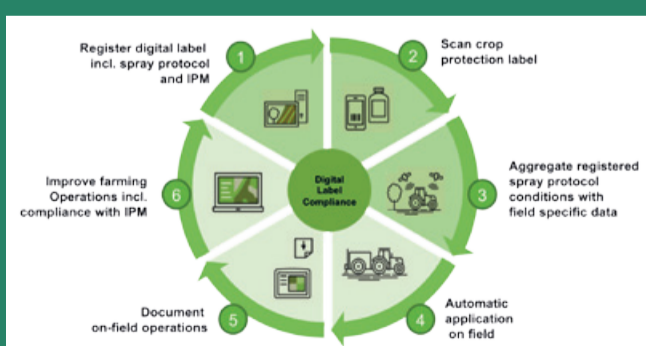 Register digital label
incl. spray protocol
and IPM
1
2
Scan crop
protection label
Aggregate registered
spray protocol
conditions with
field specific data
3
Automatic
application
on field
4
Document
on-field operations
5
Improve farming
Operations incl.
compliance with IPM
6
Digital
Label
Compliance